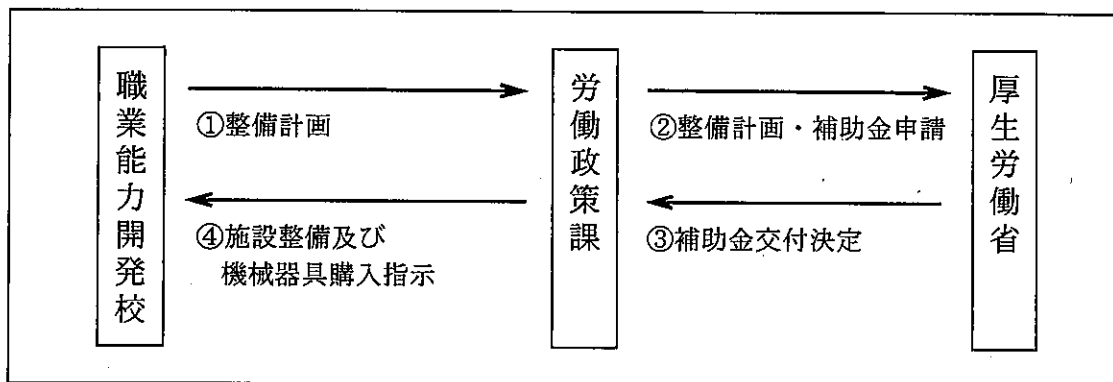 職業能力開発校
①整備計画
④施設整備及び
機械器具購入指示
労働政策課
②整備計画・補助金申請
③補助金交付決定
厚生労働省